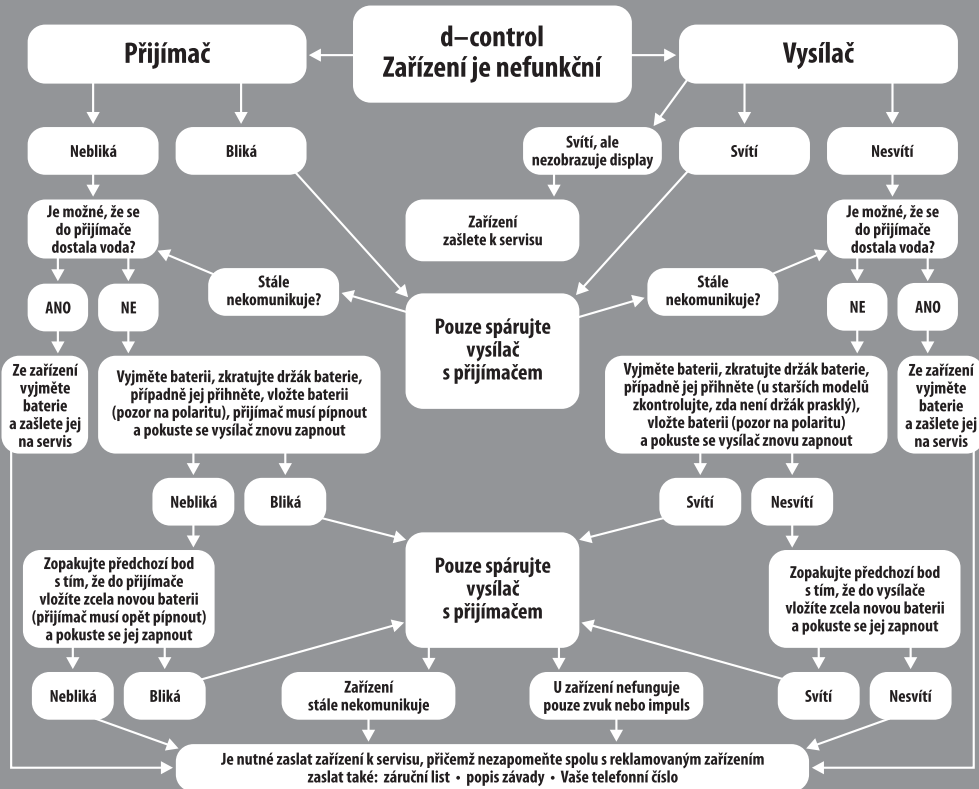 d–control
Zařízení je nefunkční
Přijímač
Vysílač
Nebliká
Bliká
Svítí, ale
nezobrazuje display
Svítí
Nesvítí
Je možné, že se
do přijímače
dostala voda?
Zařízení
zašlete k servisu
Je možné, že se
do přijímače
dostala voda?
Stále
nekomunikuje?
Stále
nekomunikuje?
ANO
NE
Pouze spárujte
vysílač
s přijímačem
NE
ANO
Ze zařízení
vyjměte
baterie
a zašlete jej
na servis
Vyjměte baterii, zkratujte držák baterie,
případně jej přihněte, vložte baterii
(pozor na polaritu), přijímač musí pípnout
a pokuste se vysílač znovu zapnout
Vyjměte baterii, zkratujte držák baterie,
případně jej přihněte (u starších modelů
zkontrolujte, zda není držák prasklý),
vložte baterii (pozor na polaritu)
a pokuste se vysílač znovu zapnout
Ze zařízení
vyjměte
baterie
a zašlete jej
na servis
Nebliká
Bliká
Svítí
Nesvítí
Zopakujte předchozí bod
s tím, že do přijímače
vložíte zcela novou baterii
(přijímač musí opět pípnout)
a pokuste se jej zapnout
Pouze spárujte
vysílač
s přijímačem
Zopakujte předchozí bod
s tím, že do vysílače
vložíte zcela novou baterii
a pokuste se jej zapnout
Nebliká
Bliká
Zařízení
stále nekomunikuje
U zařízení nefunguje
pouze zvuk nebo impuls
Svítí
Nesvítí
Je nutné zaslat zařízení k servisu, přičemž nezapomeňte spolu s reklamovaným zařízením
zaslat také: záruční list • popis závady • Vaše telefonní číslo